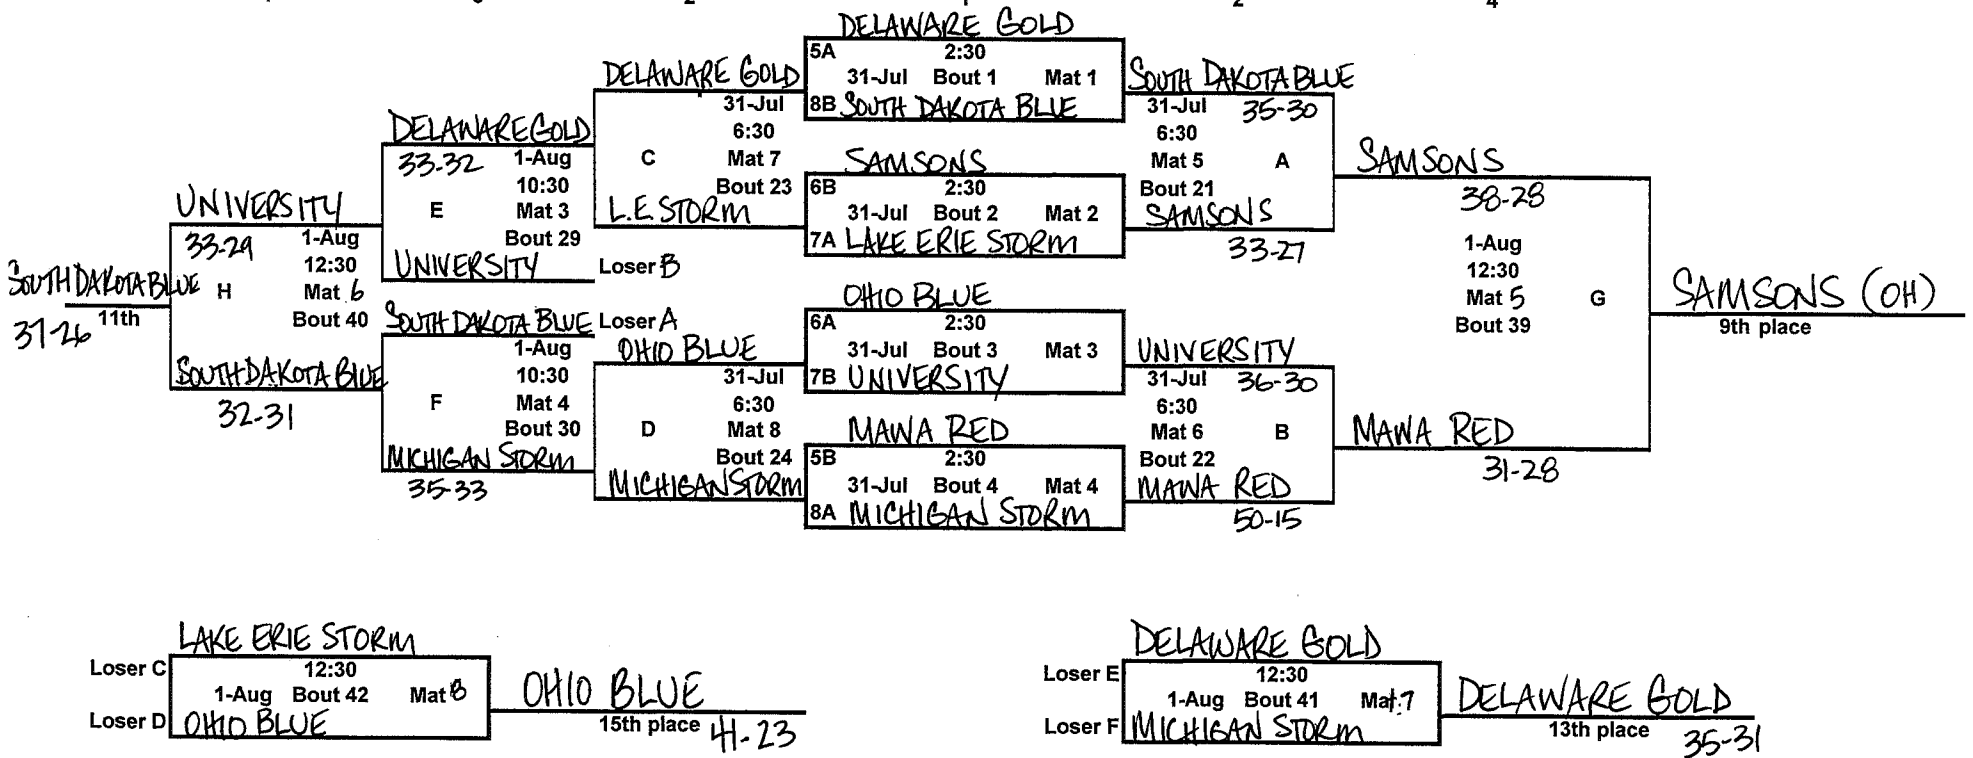 2
2
4
DELAWARE GOLD
5A 2:30
31-Jul Bout 1 Mat 1
8B SOUTH DAKOTA BLUE
SAMSONS
6B 2:30
31-Jul Bout 2 Mat 2
7A LAKE ERIE STORM
OHIO BLUE
6A 2:30
31-Jul Bout 3 Mat 3
7B UNIVERSITY
MAWA RED
5B 2:30
31-Jul Bout 4 Mat 4
8A MICHIGAN STORM
SOUTH DAKOTA BLUE
35-30
31-Jul
6:30
Mat 5 A
Bout 21
SAMSONS
33-27
UNIVERSITY
36-30
31-Jul
6:30
Mat 6 B
Bout 22
MAWA RED
50-15
SAMSONS
38-28
1-Aug
12:30
Mat 5 G
Bout 39
MAWA RED
31-28
SAMSONS (OH)
9th place
DELAWARE GOLD
31-Jul
6:30
C Mat 7
Bout 23
L.E. STORM
OHIO BLUE
31-Jul
6:30
D Mat 8
Bout 24
MICHIGAN STORM
DELAWARE GOLD
33-32
1-Aug
10:30
E Mat 3
Bout 29
UNIVERSITY Loser B
SOUTH DAKOTA BLUE Loser A
1-Aug
10:30
F Mat 4
Bout 30
MICHIGAN STORM
35-33
UNIVERSITY
33-29
1-Aug
12:30
H Mat 6
Bout 40
SOUTH DAKOTA BLUE
32-31
SOUTH DAKOTA BLUE
11th
37-26
LAKE ERIE STORM
Loser C 12:30
1-Aug Bout 42 Mat 8
Loser D OHIO BLUE
OHIO BLUE
15th place 41-23
DELAWARE GOLD
Loser E 12:30
1-Aug Bout 41 Mat 7
Loser F MICHIGAN STORM
DELAWARE GOLD
13th place
35-31